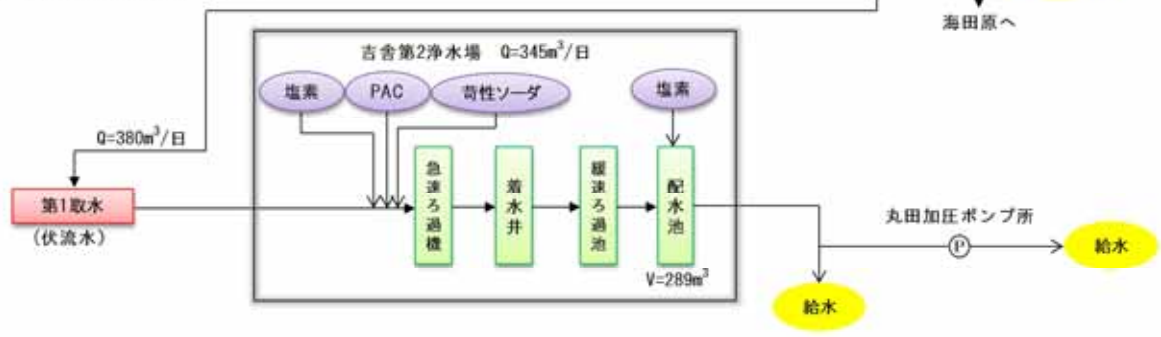 海田原へ
吉舎第2浄水場 Q=345m³/日
塩素
PAC
苛性ソーダ
塩素
Q=380m³/日
急速ろ過機
着水井
緩速ろ過池
配水池
第1取水
(伏流水)
丸田加圧ポンプ所
P
給水
V=289m³
給水